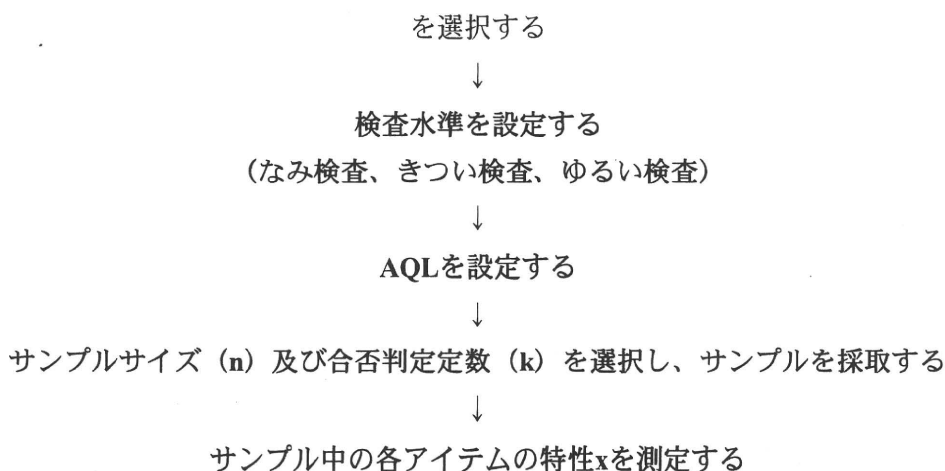 を選択する
↓
検査水準を設定する
（なみ検査、きつい検査、ゆるい検査）
↓
AQLを設定する
↓
サンプルサイズ（n）及び合否判定定数（k）を選択し、サンプルを採取する
↓
サンプル中の各アイテムの特性xを測定する